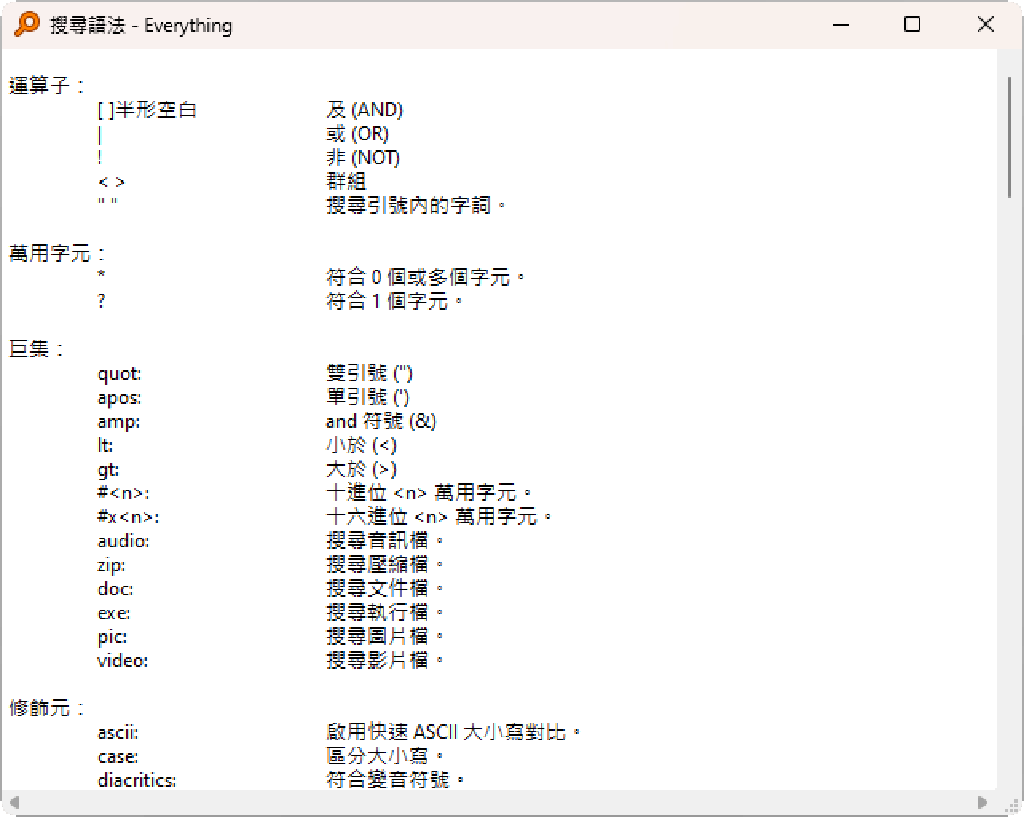 搜尋語法 - Everything
運算子：
[ ]半形空白 及 (AND)
| 或 (OR)
! 非 (NOT)
< > 群組
" " 搜尋引號內的字詞。
萬用字元：
* 符合 0 個或多個字元。
? 符合 1 個字元。
巨集：
quot: 雙引號 (")
apos: 單引號 (')
amp: and 符號 (&)
lt: 小於 (<)
gt: 大於 (>)
#<n>: 十進位 <n> 萬用字元。
#x<n>: 十六進位 <n> 萬用字元。
audio: 搜尋音訊檔。
zip: 搜尋壓縮檔。
doc: 搜尋文件檔。
exe: 搜尋執行檔。
pic: 搜尋圖片檔。
video: 搜尋影片檔。
修飾元：
ascii: 啟用快速 ASCII 大小寫對比。
case: 區分大小寫。
diacritics: 符合變音符號。